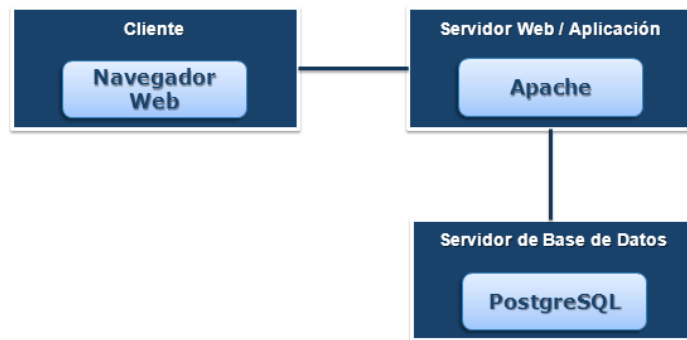 Cliente
Navegador
Web
Servidor Web / Aplicación
Apache
Servidor de Base de Datos
PostgreSQL